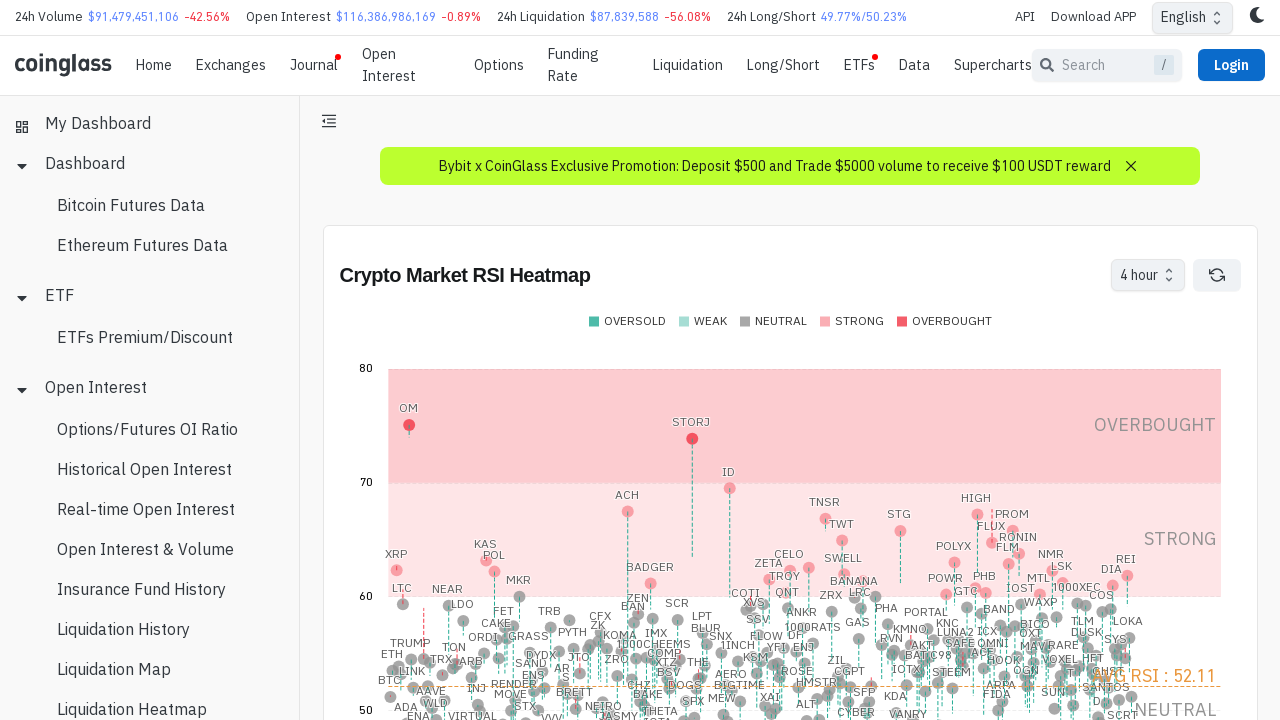 24h Volume $91,479,451,106 -42.56% Open Interest $116,386,986,169 -0.89% 24h Liquidation $87,839,588 -56.08% 24h Long/Short 49.77%/50.23% API Download APP English
coinglass Home Exchanges Journal Open Interest Options Funding Rate Liquidation Long/Short ETFs Data Supercharts Search / Login
My Dashboard
Dashboard
Bitcoin Futures Data
Ethereum Futures Data
ETF
ETFs Premium/Discount
Open Interest
Options/Futures OI Ratio
Historical Open Interest
Real-time Open Interest
Open Interest & Volume
Insurance Fund History
Liquidation History
Liquidation Map
Liquidation Heatmap
Bybit x CoinGlass Exclusive Promotion: Deposit $500 and Trade $5000 volume to receive $100 USDT reward
Crypto Market RSI Heatmap
4 hour
OVERSOLD WEAK NEUTRAL STRONG OVERBOUGHT
80
OM
STORJ
OVERBOUGHT
70
ID
ACH
HIGH
TNSR
STG
PROM
TWT
FLUX
RONIN
STRONG
KAS
POL
XRP
FLM
POLYX
CELO
NMR
SWELL
REI
ZETA
BADGER
LSK
DIA
TROY
PHB
MKR
POWR
MTL
BANANA
LTC
NEAR
GTC
IOST
1000XEC
60
COTI
QNT
ZRX
LRC
COS
ZEN
LDO
SCR
XVS
WAXP
BAN
FET
TRB
PHA
BAND
ANKR
PORTAL
CFX
LPT
SSV
GAS
KNC
BICO
TLM
LOKA
CAKE
ZK
BLUR
1000RATS
KMNO
LUNA2
ICX
DUSK
ORDI
GRASS
PYTH
KOMA
IMX
SNX
FLOW
RVN
SAFE
OMNI
SYS
TRUMP
TON
1INCH
YFI
ENJ
AKT
RARE
1000CHEEMS
ETH
TRX
ARB
DYDX
JTO
ZRO
COMP
XTZ
THE
KSM
ZIL
C98
HOOK
VOXEL
HFT
LINK
SAND
BSV
AERO
ROSE
CGPT
IOTX
STEEM
OGN
GHST
AVG RSI : 52.11
BTC
AAVE
INJ
RENDER
MOVE
ENS
BRETT
CHZ
BAKE
DOGS
BIGTIME
HMSTR
SFP
ARPA
SUN
SANTOS
ADA
WLD
STX
NEIRO
SHX
MEW
XAI
ALT
KDA
FIDA
NEUTRAL
50
ENA
VIRTUAL
JASMY
THETA
CYBER
VANRY
SCRT